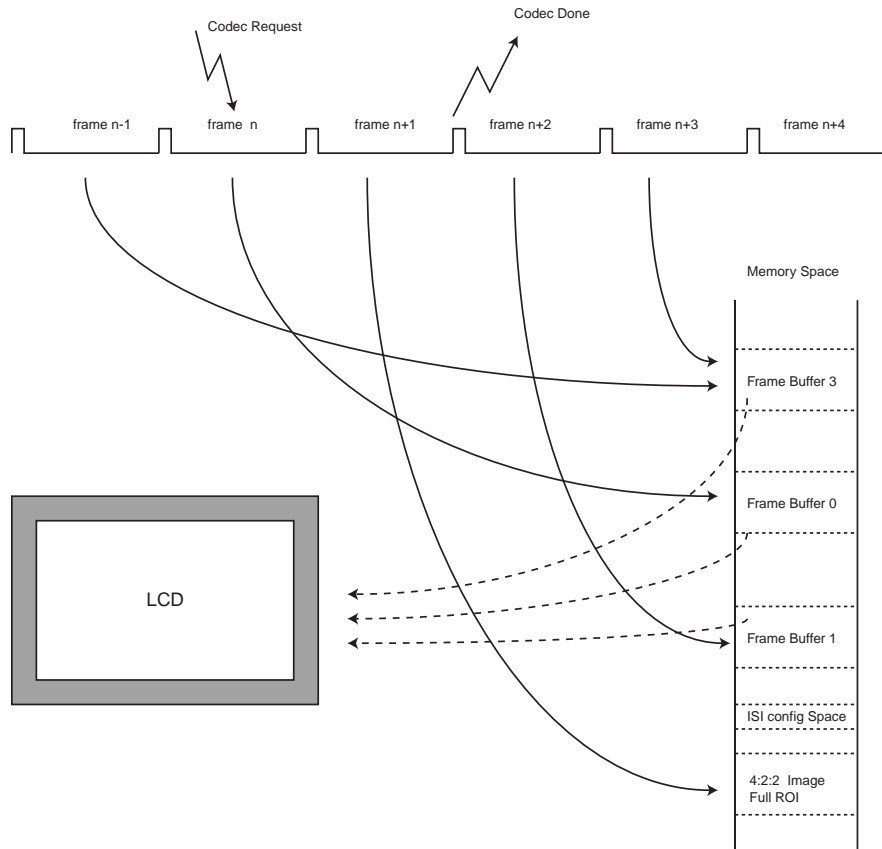 Codec Request
Codec Done
frame n-1
frame n
frame n+1
frame n+2
frame n+3
frame n+4
Memory Space
Frame Buffer 3
Frame Buffer 0
LCD
Frame Buffer 1
ISI config Space
4:2:2 Image
Full ROI